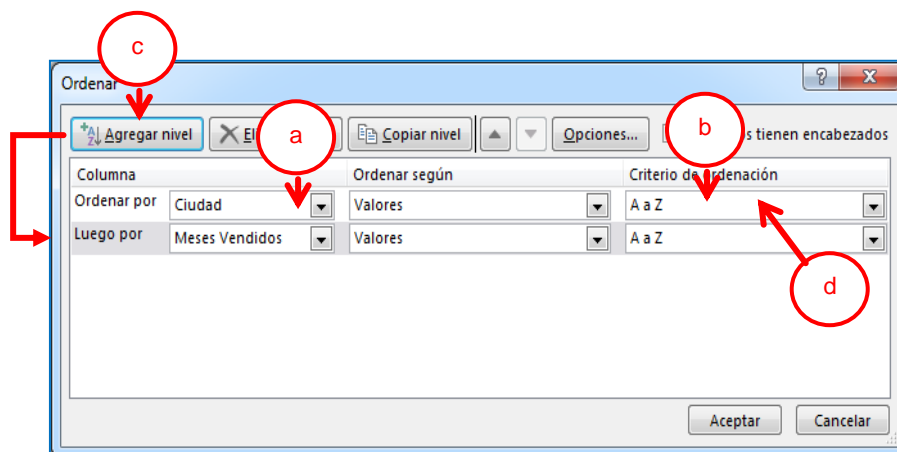 c
Ordenar
Agregar nivel El a Copiar nivel Opciones... b s tienen encabezados
Columna Ordenar según Criterio de ordenación
Ordenar por Ciudad Valores A a Z
Luego por Meses Vendidos Valores A a Z
d
Aceptar Cancelar